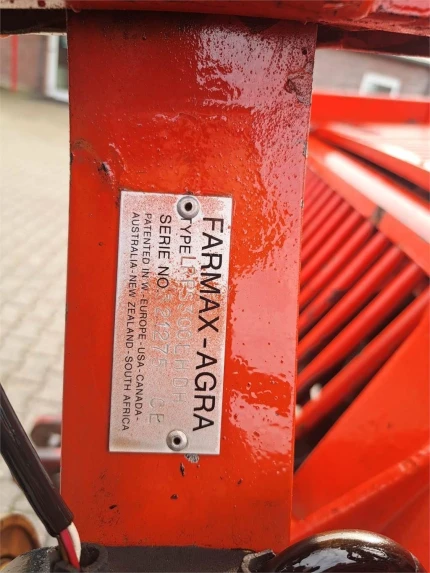 FARMAX-AGRA
TYPE
SERIE NO.
PATENTED IN W-EUROPE-USA-CANADA-
AUSTRALIA-NEW ZEALAND-SOUTH AFRICA